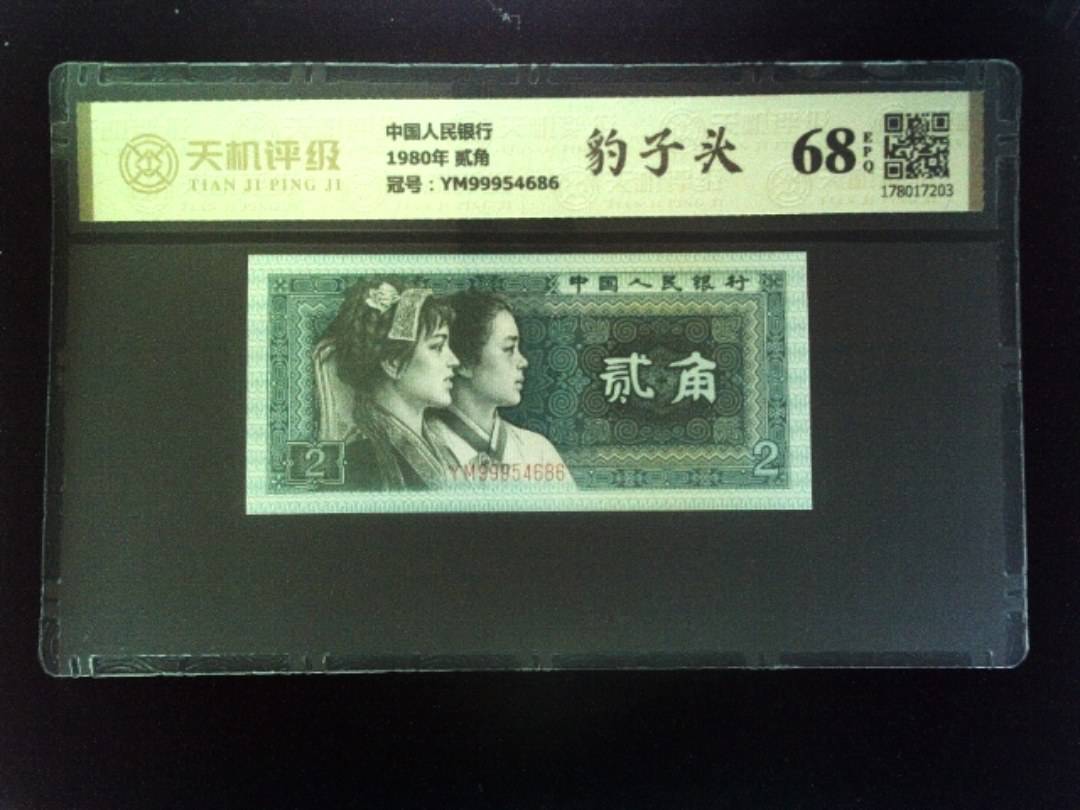 天机评级
TIAN JI PING JI
中国人民银行
1980年 贰角
冠号：YM99954686
豹子头
68
EPQ
178017203
中国人民银行
贰角
2
2
YM99954686